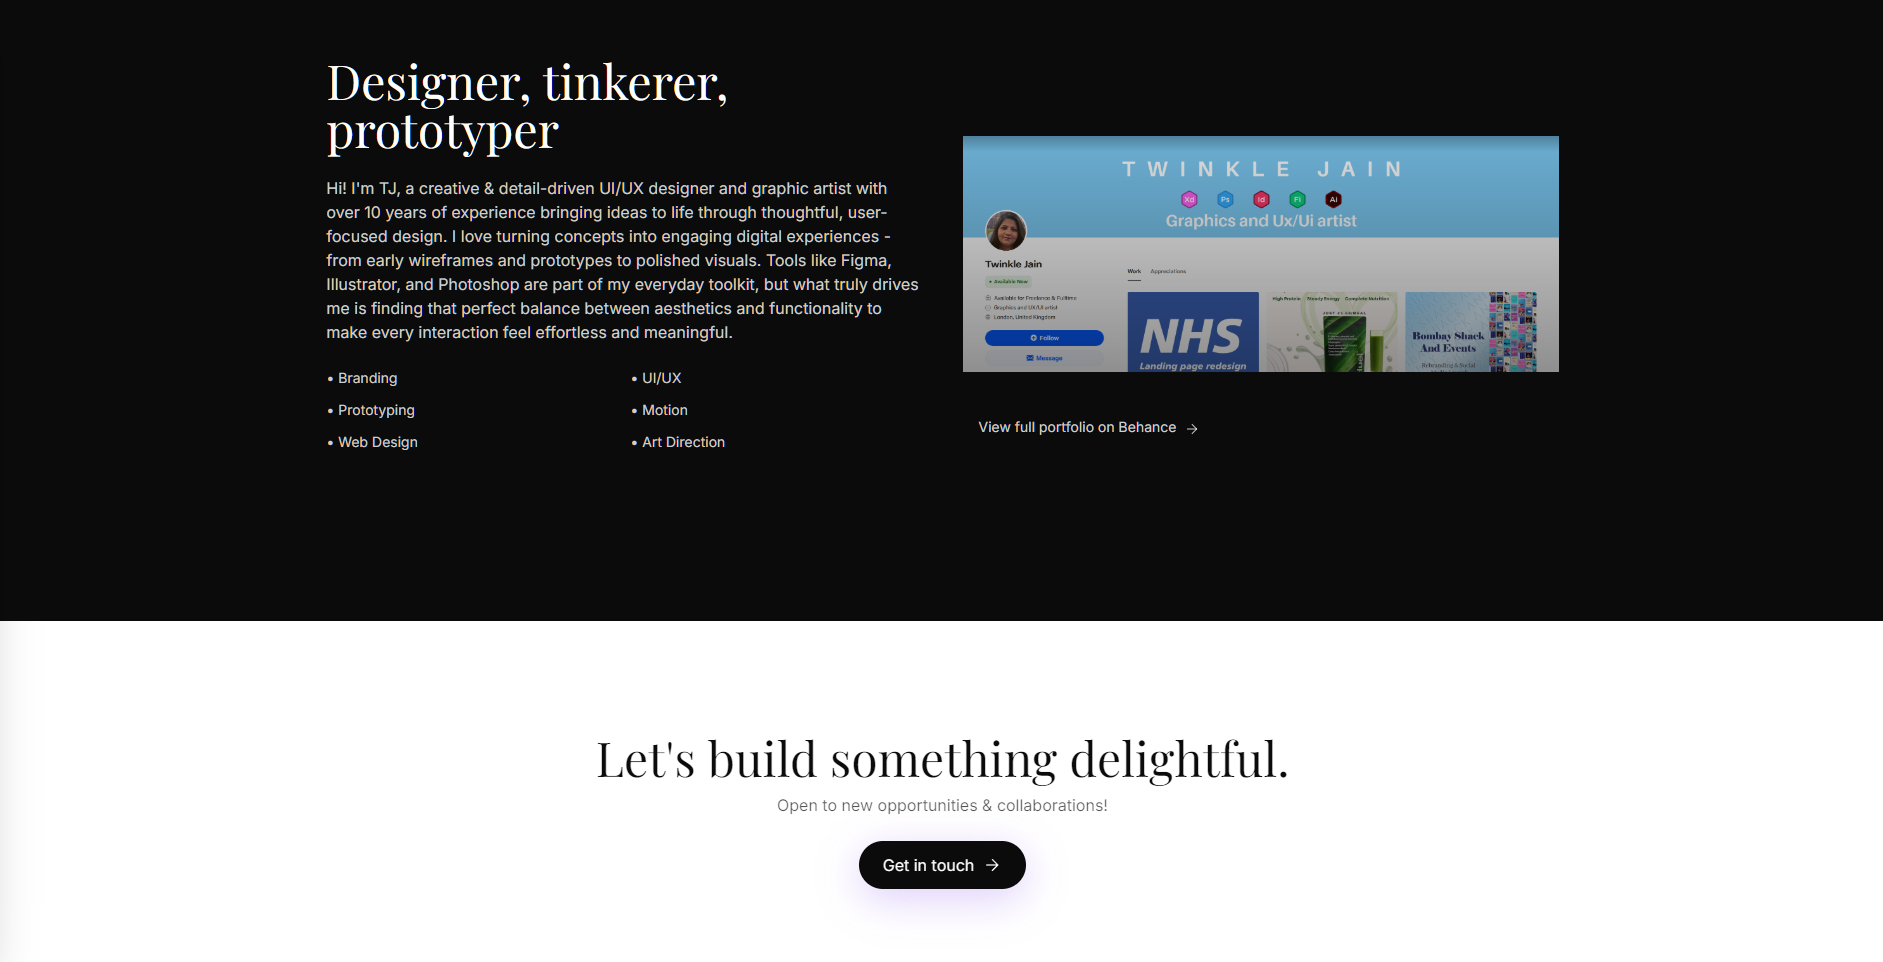 Designer, tinkerer,
prototyper
Hi! I'm TJ, a creative & detail-driven UI/UX designer and graphic artist with
over 10 years of experience bringing ideas to life through thoughtful, user-
focused design. I love turning concepts into engaging digital experiences -
from early wireframes and prototypes to polished visuals. Tools like Figma,
Illustrator, and Photoshop are part of my everyday toolkit, but what truly drives
me is finding that perfect balance between aesthetics and functionality to
make every interaction feel effortless and meaningful.
• Branding
• UI/UX
• Prototyping
• Motion
• Web Design
• Art Direction
TWINKLE JAIN
Xd Ps Id Fi Ai
Graphics and Ux/Ui artist
Twinkle Jain
• Available Now
Available for Freelance & Fulltime
Graphics and UX/UI artist
London, United Kingdom
Follow
Message
Work Appreciations
NHS
Landing page redesign
High Protein Steady Energy Complete Nutrition
Bombay Shack
And Events
Rebranding & Social
View full portfolio on Behance →
Let's build something delightful.
Open to new opportunities & collaborations!
Get in touch →